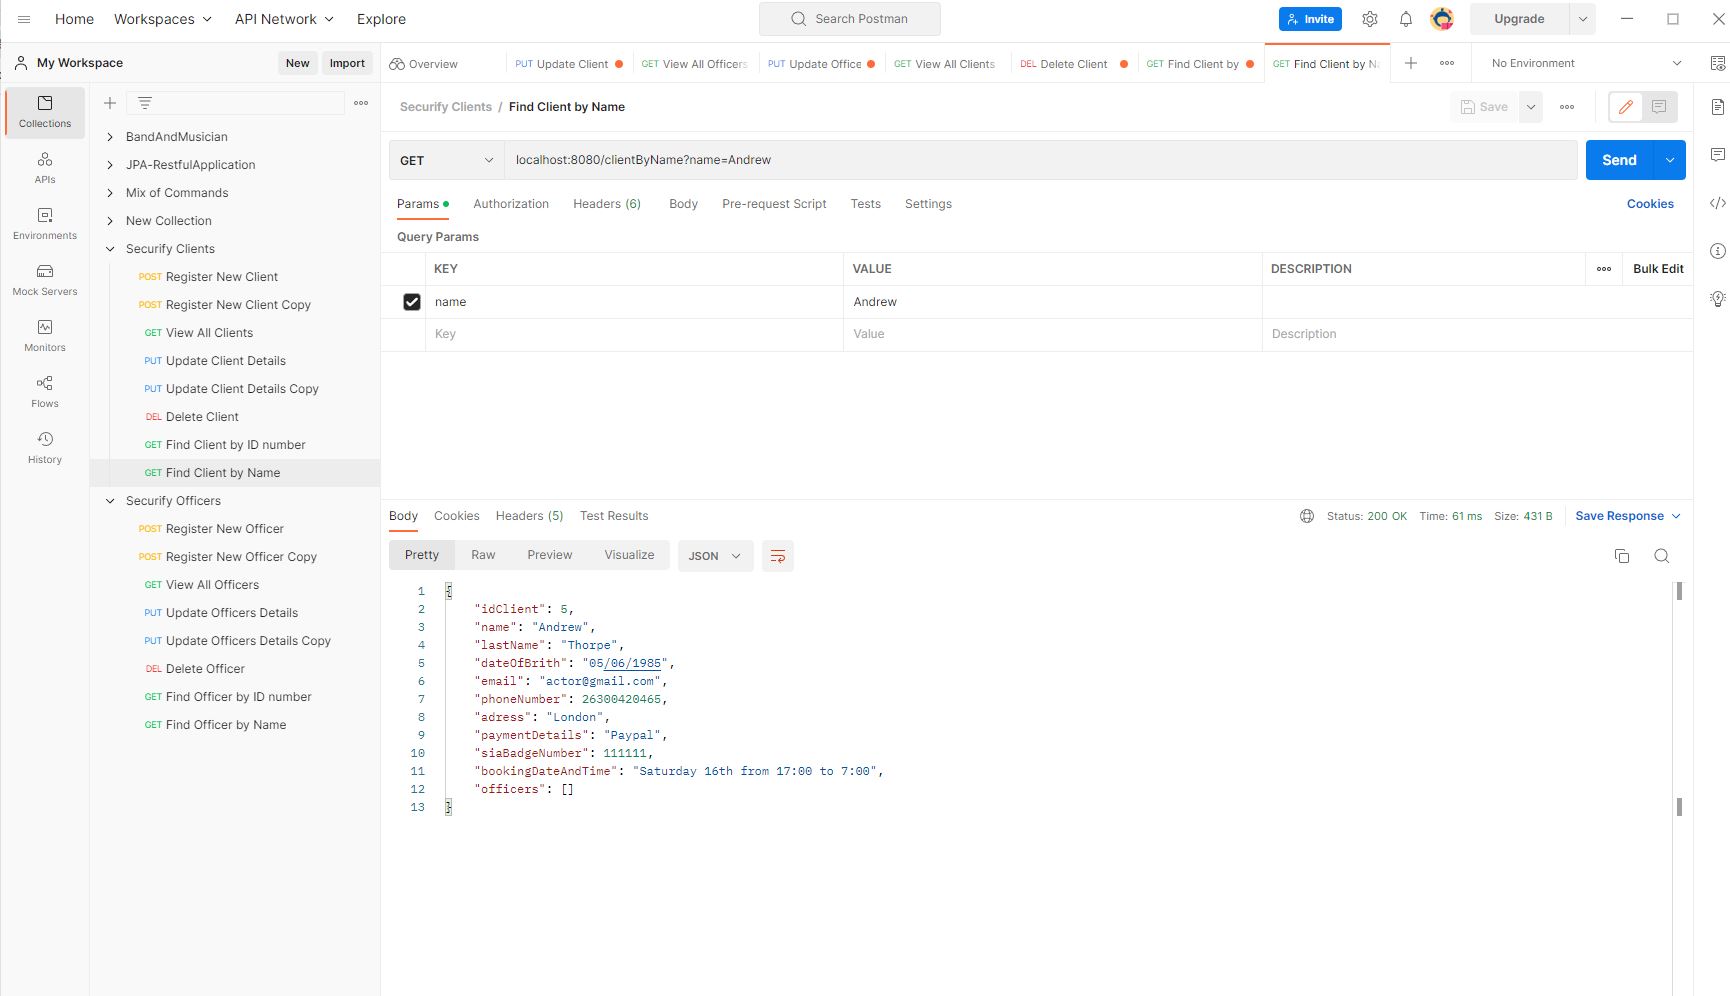 Home Workspaces API Network Explore Search Postman Invite Upgrade
My Workspace New Import Overview PUT Update Client GET View All Officers PUT Update Office GET View All Clients DEL Delete Client GET Find Client by GET Find Client by Na No Environment
Collections
APIs
Environments
Mock Servers
Monitors
Flows
History
BandAndMusician
JPA-RestfulApplication
Mix of Commands
New Collection
Securify Clients
POST Register New Client
POST Register New Client Copy
GET View All Clients
PUT Update Client Details
PUT Update Client Details Copy
DEL Delete Client
GET Find Client by ID number
GET Find Client by Name
Securify Officers
POST Register New Officer
POST Register New Officer Copy
GET View All Officers
PUT Update Officers Details
PUT Update Officers Details Copy
DEL Delete Officer
GET Find Officer by ID number
GET Find Officer by Name
Securify Clients / Find Client by Name Save
GET localhost:8080/clientByName?name=Andrew Send
Params Authorization Headers (6) Body Pre-request Script Tests Settings Cookies
Query Params
KEY VALUE DESCRIPTION Bulk Edit
name Andrew
Key Value Description
Body Cookies Headers (5) Test Results Status: 200 OK Time: 61 ms Size: 431 B Save Response
Pretty Raw Preview Visualize JSON
1 {
2 "idClient": 5,
3 "name": "Andrew",
4 "lastName": "Thorpe",
5 "dateOfBrith": "05/06/1985",
6 "email": "actor@gmail.com",
7 "phoneNumber": 26300420465,
8 "adress": "London",
9 "paymentDetails": "Paypal",
10 "siaBadgeNumber": 111111,
11 "bookingDateAndTime": "Saturday 16th from 17:00 to 7:00",
12 "officers": []
13 }